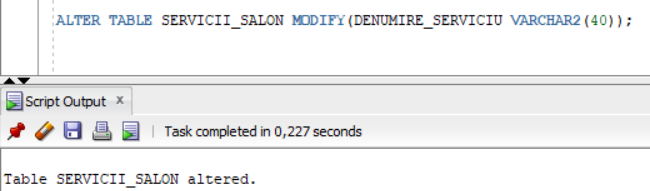 ALTER TABLE SERVICII_SALON MODIFY(DENUMIRE_SERVICIU VARCHAR2(40));
Script Output x
Task completed in 0,227 seconds
Table SERVICII_SALON altered.